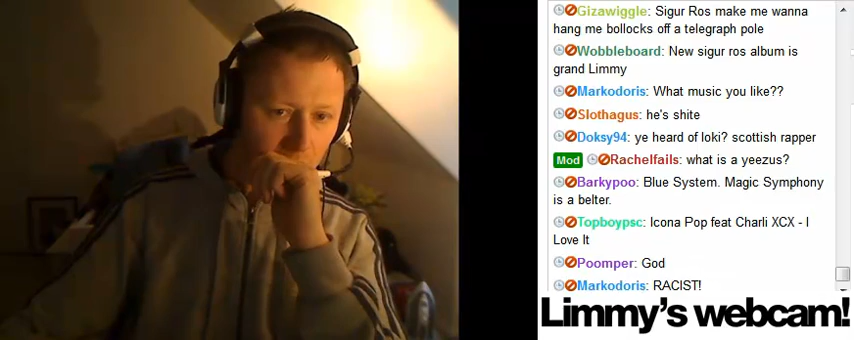 Gizawiggle: Sigur Ros make me wanna
hang me bollocks off a telegraph pole
Wobbleboard: New sigur ros album is
grand Limmy
Markodoris: What music you like??
Slothagus: he's shite
Doksy94: ye heard of loki? scottish rapper
Mod Rachelfails: what is a yeezus?
Barkypoo: Blue System. Magic Symphony
is a belter.
Topboypsc: Icona Pop feat Charli XCX - I
Love It
Poomper: God
Markodoris: RACIST!
Limmy's webcam!